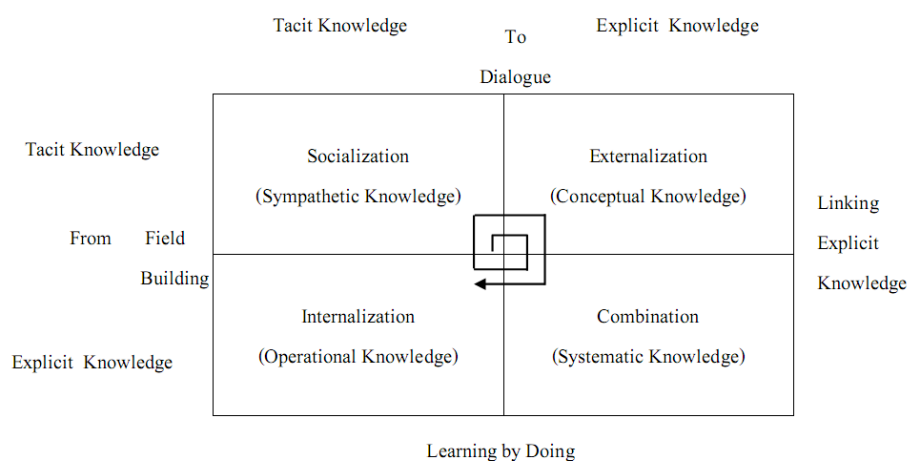 Tacit Knowledge To Explicit Knowledge
Dialogue
Tacit Knowledge
Socialization
(Sympathetic Knowledge)
Externalization
(Conceptual Knowledge)
From Field
Building
Linking
Explicit
Knowledge
Explicit Knowledge
Internalization
(Operational Knowledge)
Combination
(Systematic Knowledge)
Learning by Doing